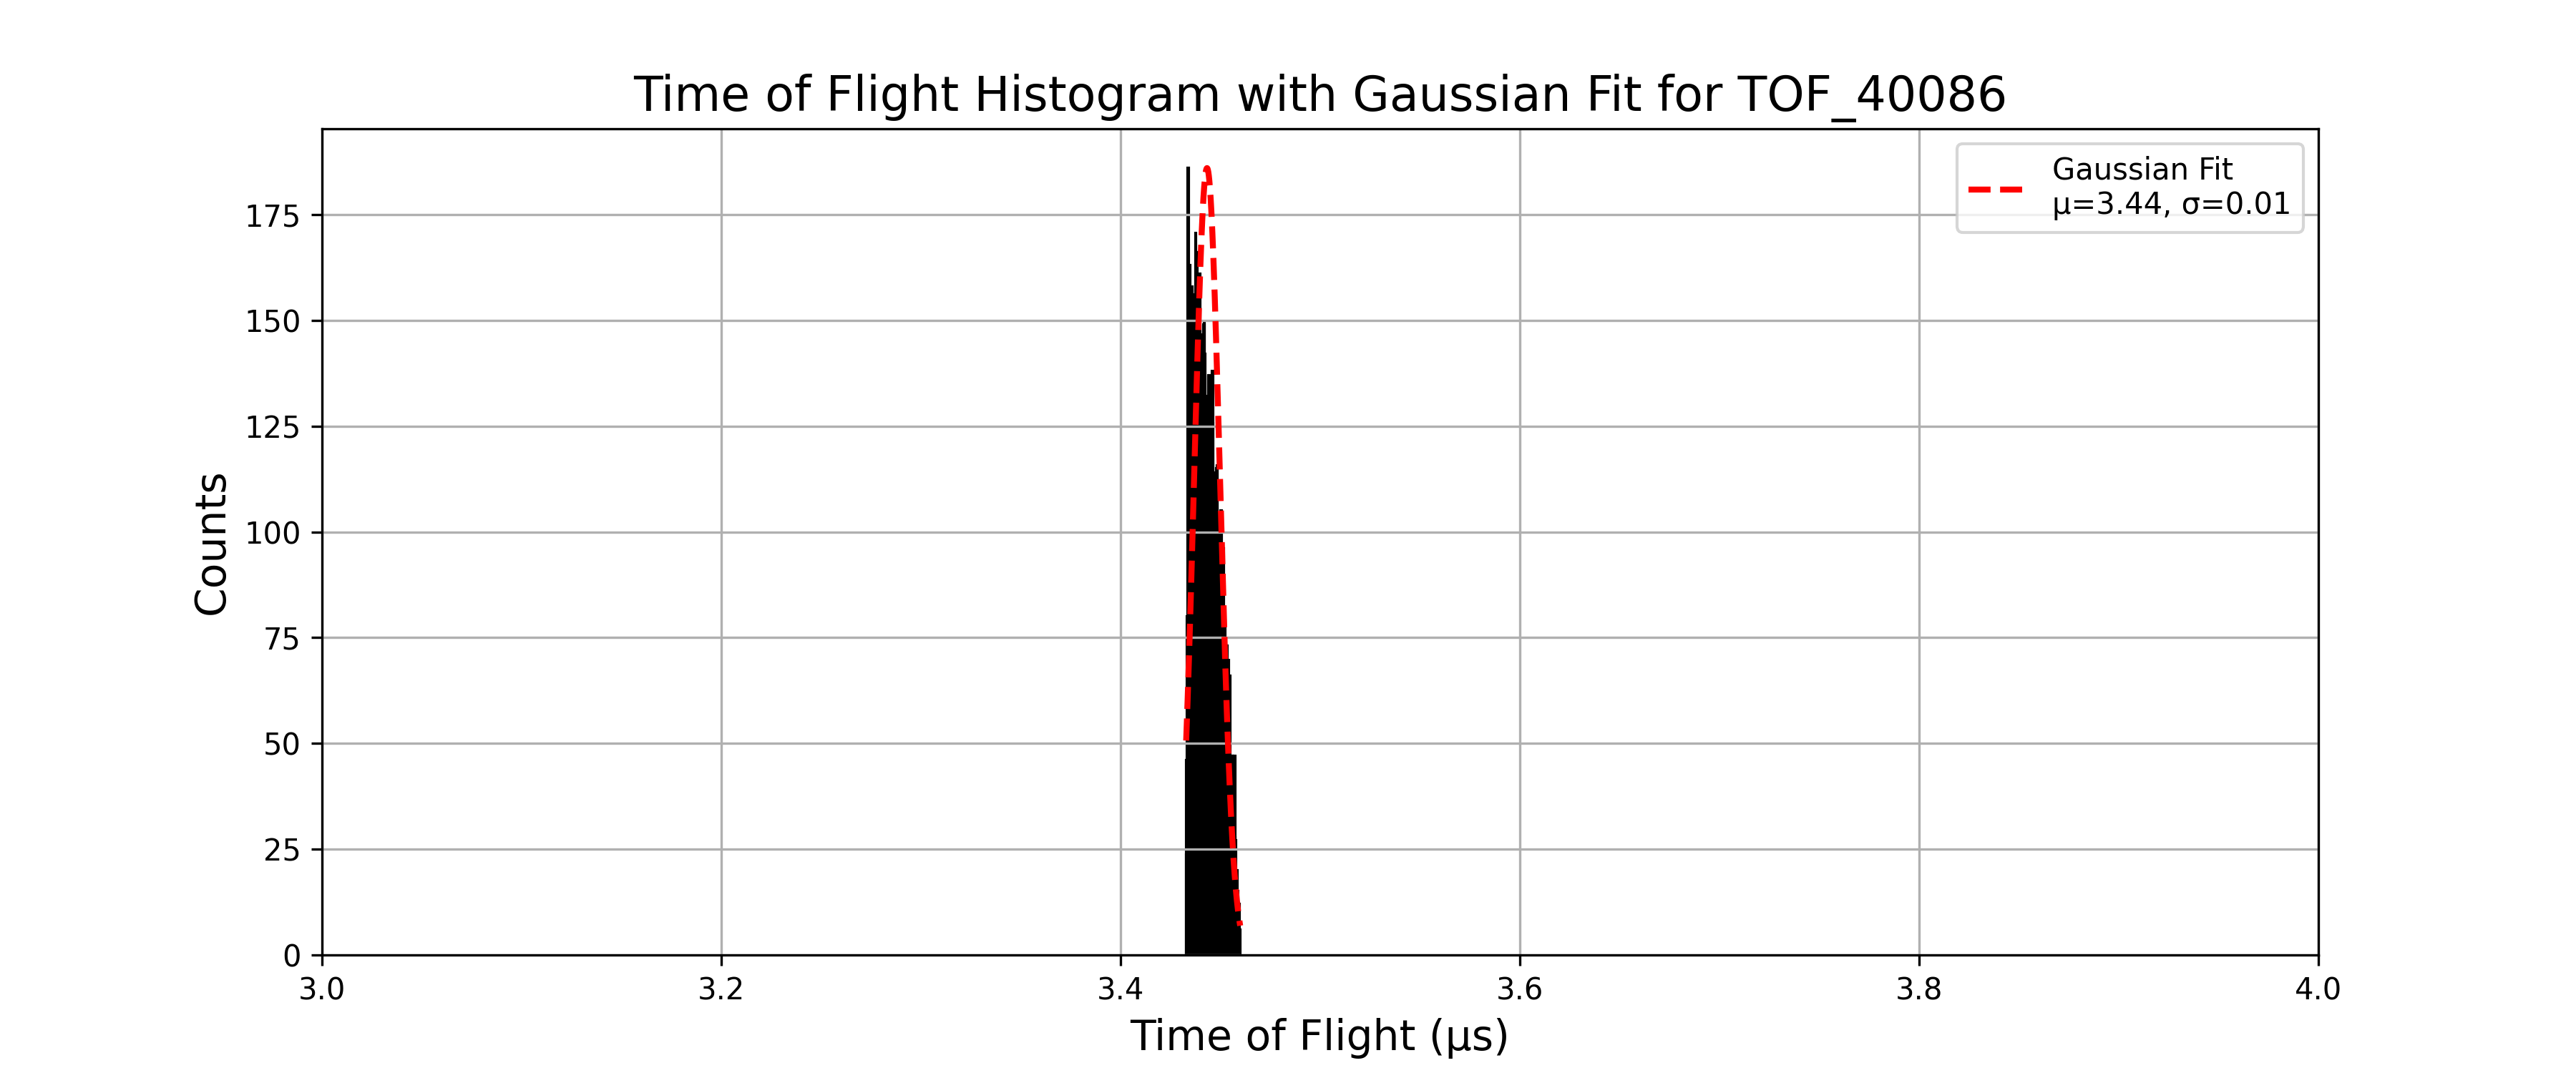 Time of Flight Histogram with Gaussian Fit for TOF_40086
Gaussian Fit
μ=3.44, σ=0.01
175
150
125
100
75
50
25
0
Counts
3.0 3.2 3.4 3.6 3.8 4.0
Time of Flight (μs)